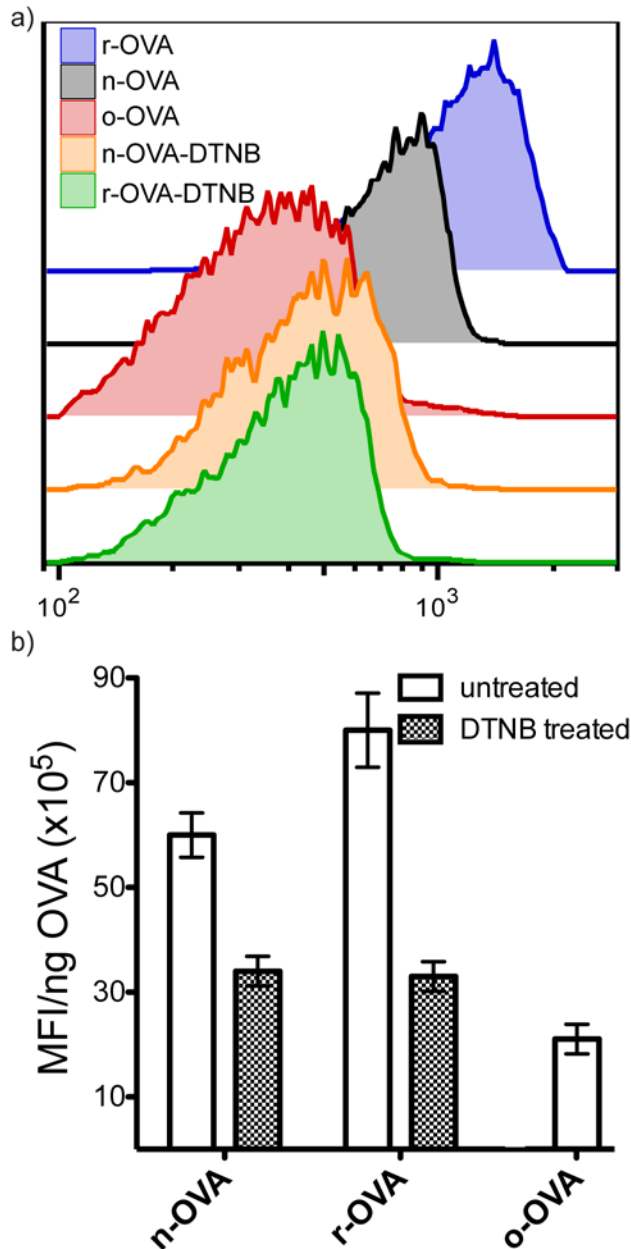 a)
r-OVA
n-OVA
o-OVA
n-OVA-DTNB
r-OVA-DTNB
10²
10³
b)
untreated
DTNB treated
MFI/ng OVA (x10⁵)
90
70
50
30
10
n-OVA
r-OVA
o-OVA